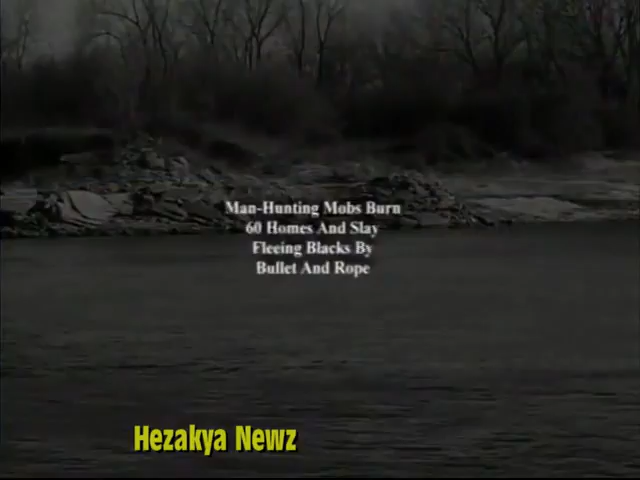 Man-Hunting Mobs Burn
60 Homes And Slay
Fleeing Blacks By
Bullet And Rope
Hezakya Newz